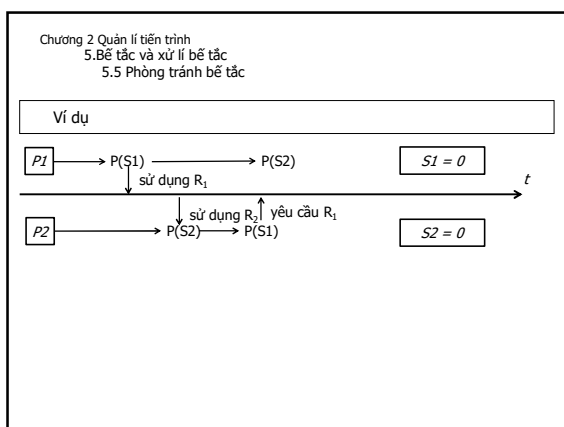 Chương 2 Quản lí tiến trình
5.Bế tắc và xử lí bế tắc
5.5 Phòng tránh bế tắc
Ví dụ
P1 P(S1) P(S2) S1 = 0
sử dụng R1
t
sử dụng R2 yêu cầu R1
P2 P(S2) P(S1) S2 = 0